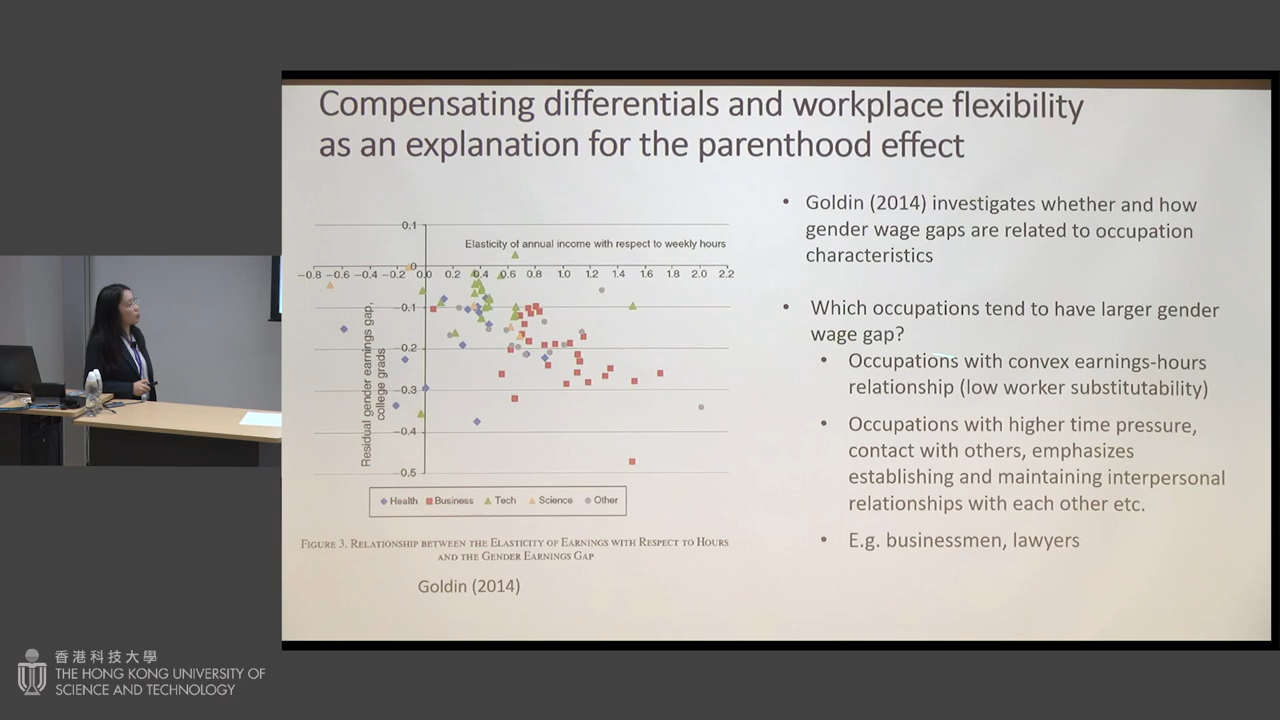 Compensating differentials and workplace flexibility
as an explanation for the parenthood effect
0.1
Elasticity of annual income with respect to weekly hours
0
−0.8 −0.6 −0.4 −0.2 0.0 0.2 0.4 0.6 0.8 1.0 1.2 1.4 1.6 1.8 2.0 2.2
−0.1
−0.2
−0.3
−0.4
−0.5
Residual gender earnings gap,
college grads
Health Business Tech Science Other
FIGURE 3. RELATIONSHIP BETWEEN THE ELASTICITY OF EARNINGS WITH RESPECT TO HOURS
AND THE GENDER EARNINGS GAP
Goldin (2014)
• Goldin (2014) investigates whether and how
gender wage gaps are related to occupation
characteristics
• Which occupations tend to have larger gender
wage gap?
• Occupations with convex earnings-hours
relationship (low worker substitutability)
• Occupations with higher time pressure,
contact with others, emphasizes
establishing and maintaining interpersonal
relationships with each other etc.
• E.g. businessmen, lawyers
香港科技大學
THE HONG KONG UNIVERSITY OF
SCIENCE AND TECHNOLOGY